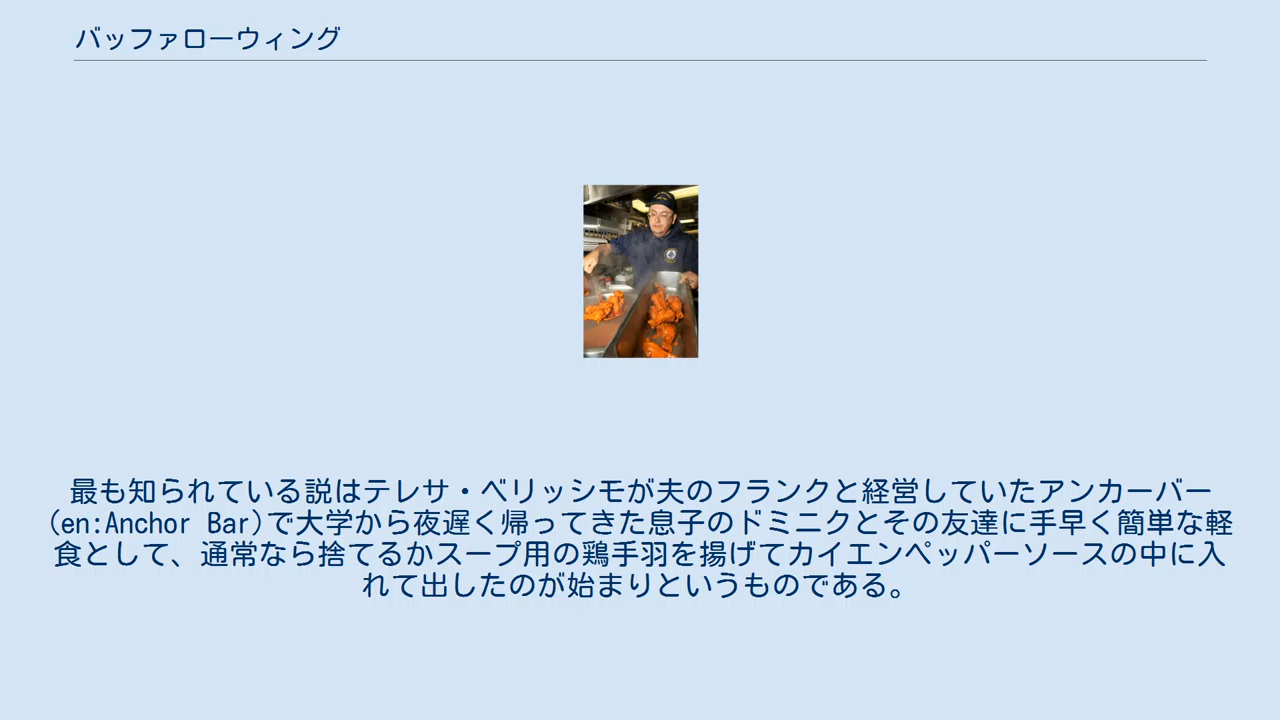 バッファローウィング
最も知られている説はテレサ・ベリッシモが夫のフランクと経営していたアンカーバー
(en:Anchor Bar)で大学から夜遅く帰ってきた息子のドミニクとその友達に手早く簡単な軽
食として、通常なら捨てるかスープ用の鶏手羽を揚げてカイエンペッパーソースの中に入
れて出したのが始まりというものである。